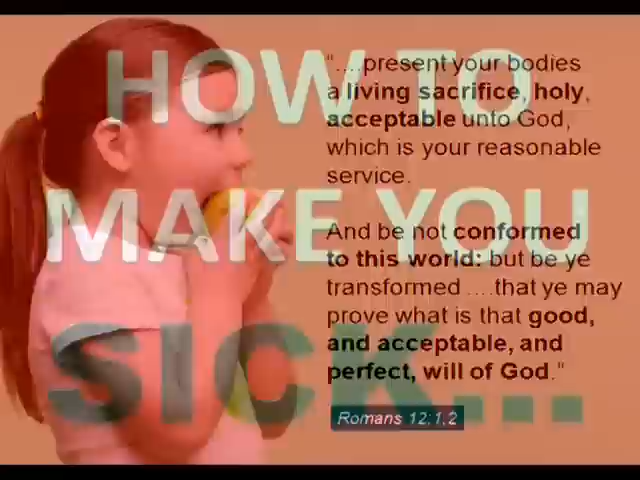 HOW TO
MAKE YOU
SICK...
"....present your bodies
a living sacrifice, holy,
acceptable unto God,
which is your reasonable
service.
And be not conformed
to this world: but be ye
transformed ....that ye may
prove what is that good,
and acceptable, and
perfect, will of God."
Romans 12:1,2